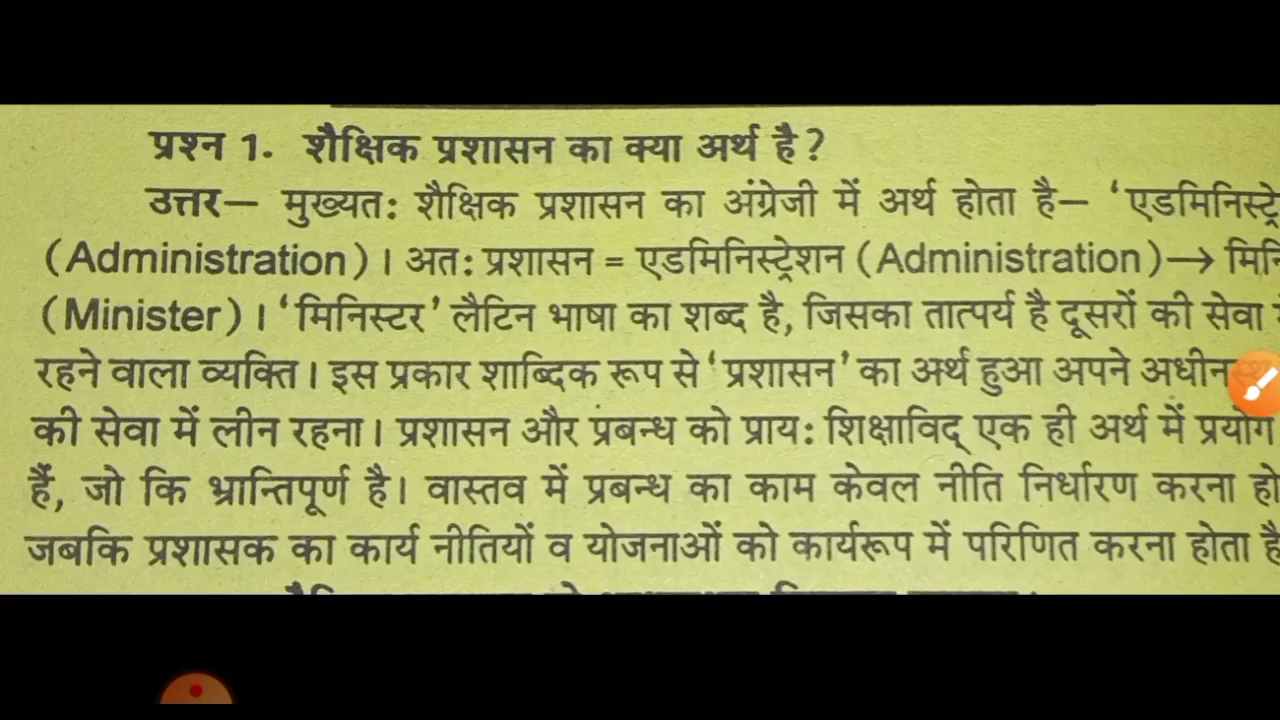 प्रश्न 1. शैक्षिक प्रशासन का क्या अर्थ है?
उत्तर— मुख्यतः शैक्षिक प्रशासन का अंग्रेजी में अर्थ होता है— ‘एडमिनिस्ट्रे
(Administration)। अतः प्रशासन = एडमिनिस्ट्रेशन (Administration)→
(Minister)। ‘मिनिस्टर’ लैटिन भाषा का शब्द है, जिसका तात्पर्य है दूसरों की सेवा
रहने वाला व्यक्ति। इस प्रकार शाब्दिक रूप से ‘प्रशासन’ का अर्थ हुआ अपने अधीन
की सेवा में लीन रहना। प्रशासन और प्रबन्ध को प्रायः शिक्षाविद् एक ही अर्थ में प्रयोग
हैं, जो कि भ्रान्तिपूर्ण है। वास्तव में प्रबन्ध का काम केवल नीति निर्धारण करना हो
जबकि प्रशासक का कार्य नीतियों व योजनाओं को कार्यरूप में परिणित करना होता है